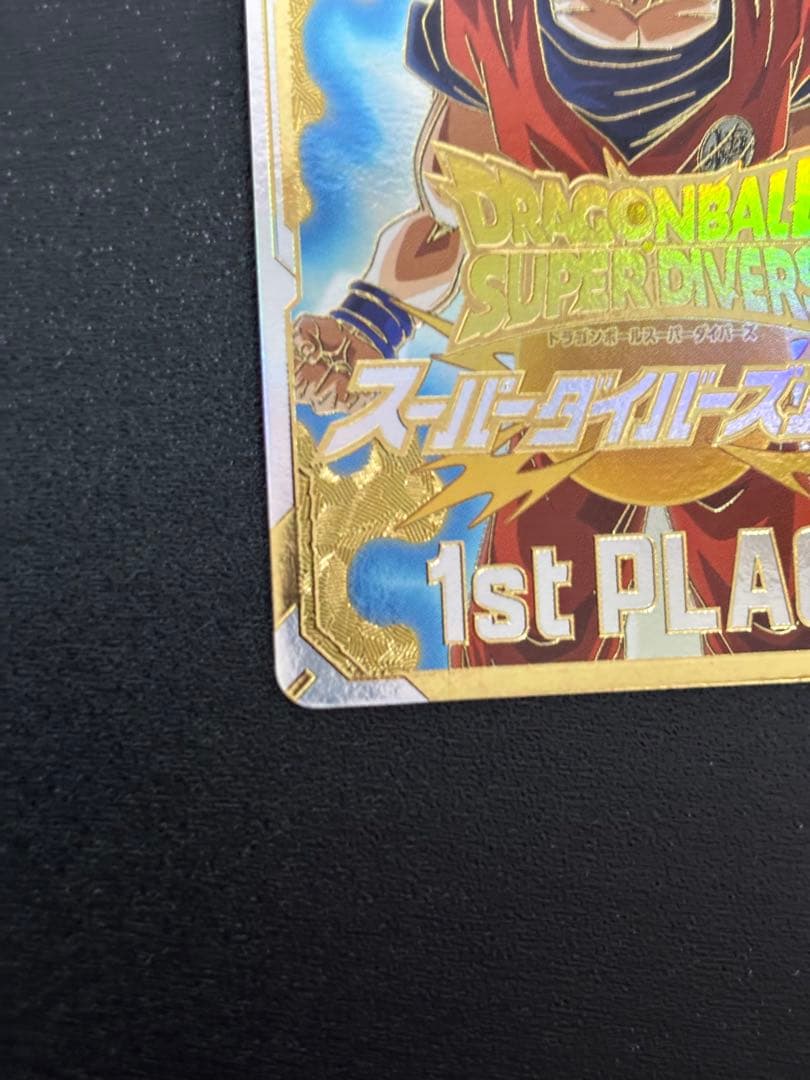 DRAGONBALL
SUPER DIVERS
ドラゴンボールスーパーダイバーズ
スーパーダイバーズ
1st PLAC